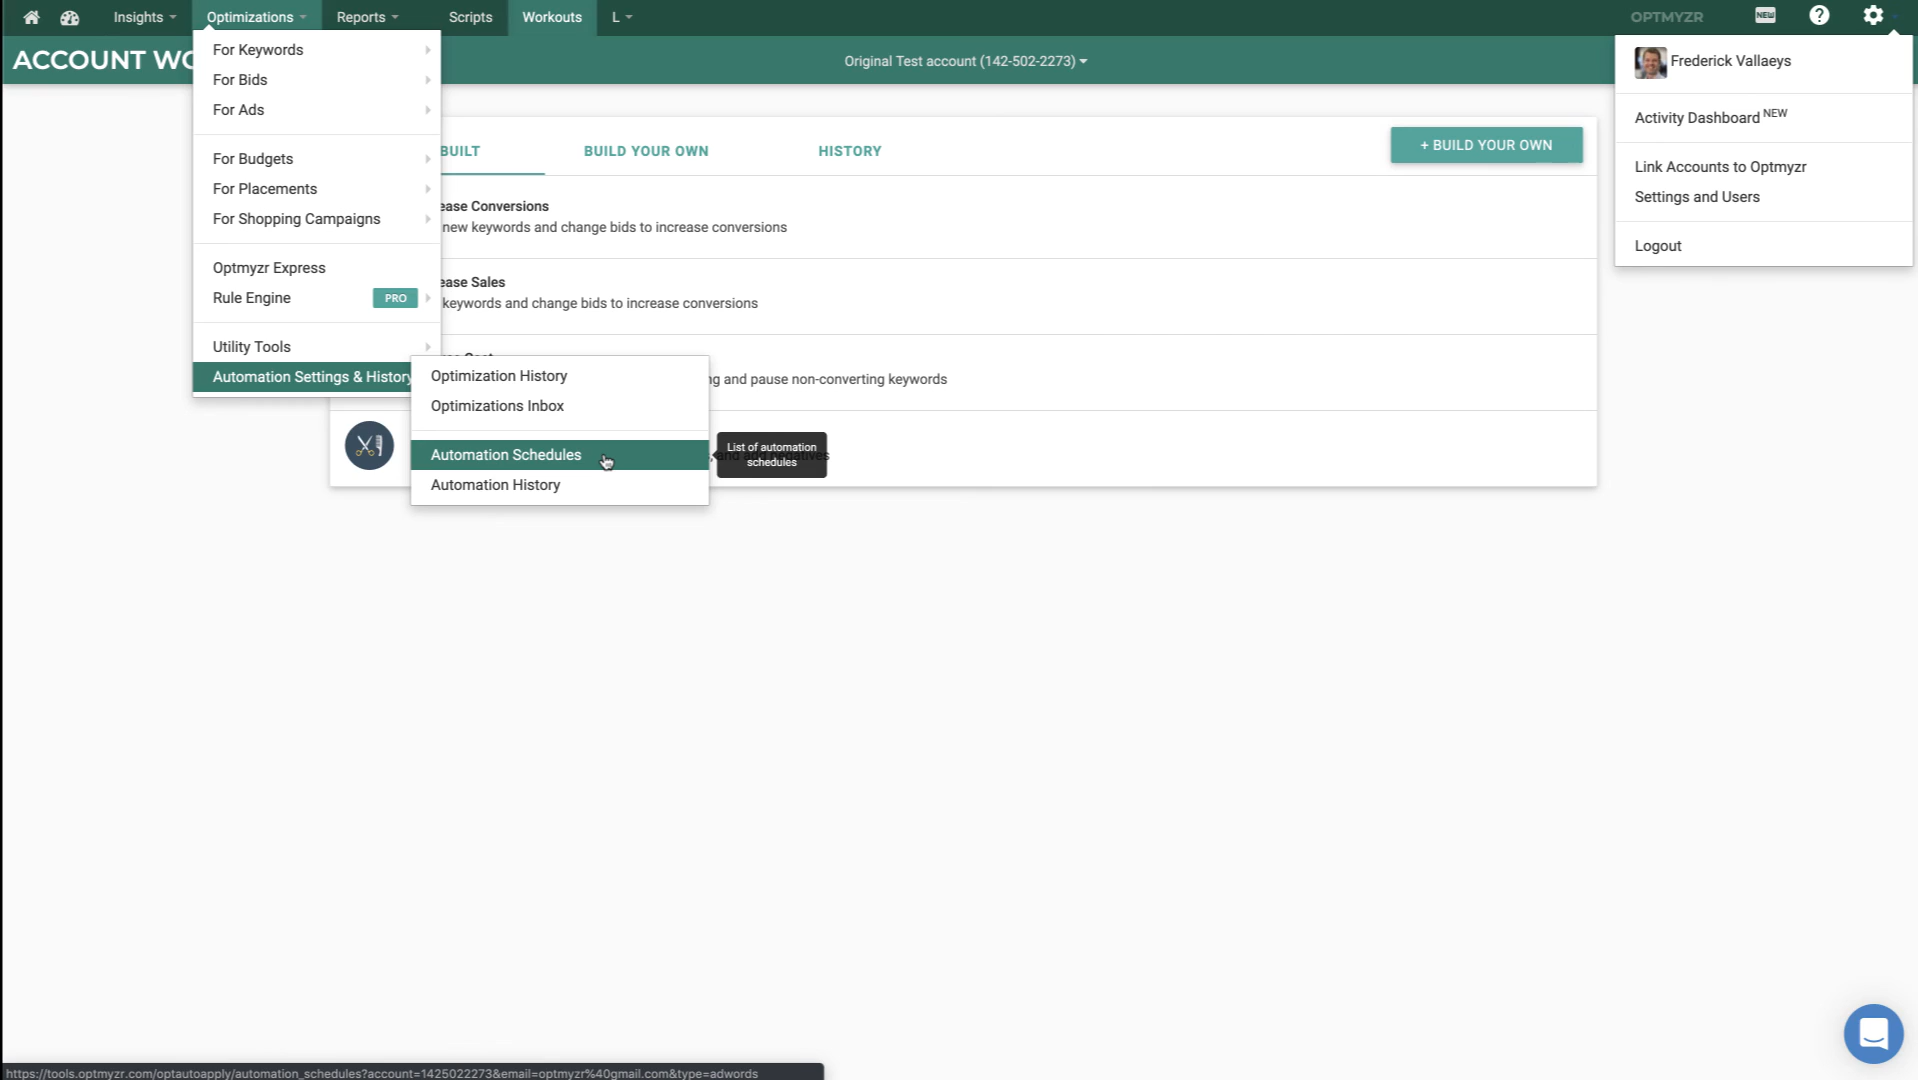 Insights
Optimizations
Reports
Scripts
Workouts
L
OPTMYZR
NEW
?
ACCOUNT WO
Original Test account (142-502-2273)
For Keywords
For Bids
For Ads
For Budgets
For Placements
For Shopping Campaigns
Optmyzr Express
Rule Engine PRO
Utility Tools
Automation Settings & History
Optimization History
Optimizations Inbox
Automation Schedules
Automation History
List of automation
schedules
BUILT
BUILD YOUR OWN
HISTORY
+ BUILD YOUR OWN
ease Conversions
new keywords and change bids to increase conversions
ease Sales
keywords and change bids to increase conversions
ng and pause non-converting keywords
Frederick Vallaeys
Activity Dashboard NEW
Link Accounts to Optmyzr
Settings and Users
Logout
https://tools.optmyzr.com/optautoapply/automation_schedules?account=1425022273&email=optmyzr%40gmail.com&type=adwords